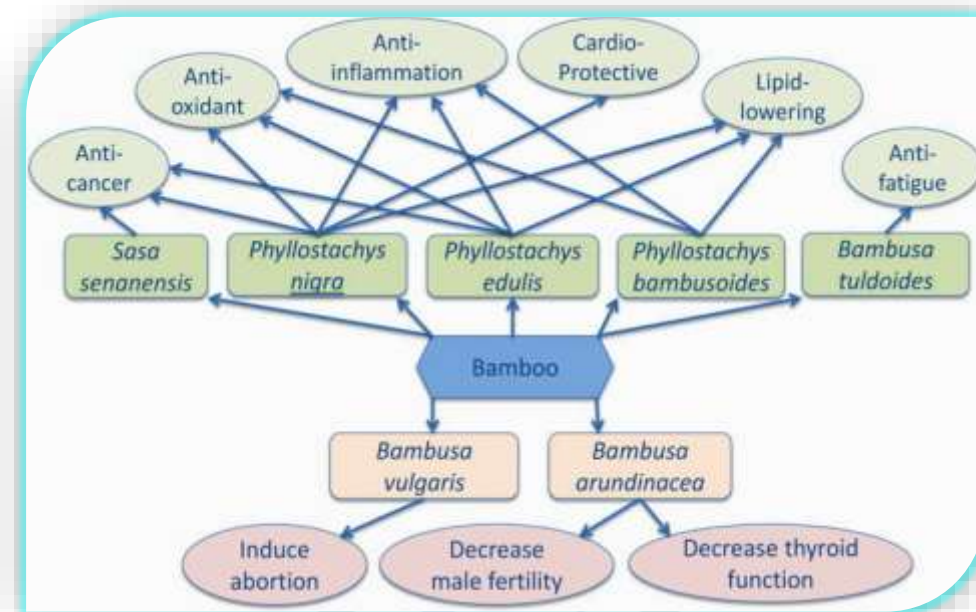 Anti-
inflammation
Cardio-
Protective
Anti-
oxidant
Lipid-
lowering
Anti-
cancer
Anti-
fatigue
Sasa
senanensis
Phyllostachys
nigra
Phyllostachys
edulis
Phyllostachys
bambusoides
Bambusa
tuldoides
Bamboo
Bambusa
vulgaris
Bambusa
arundinacea
Induce
abortion
Decrease
male fertility
Decrease thyroid
function